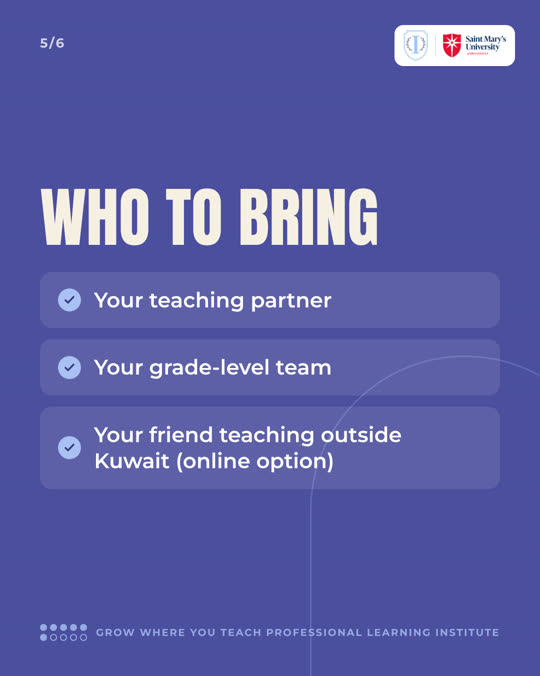 5/6
Saint Mary's
University
WHO TO BRING
Your teaching partner
Your grade-level team
Your friend teaching outside
Kuwait (online option)
GROW WHERE YOU TEACH PROFESSIONAL LEARNING INSTITUTE